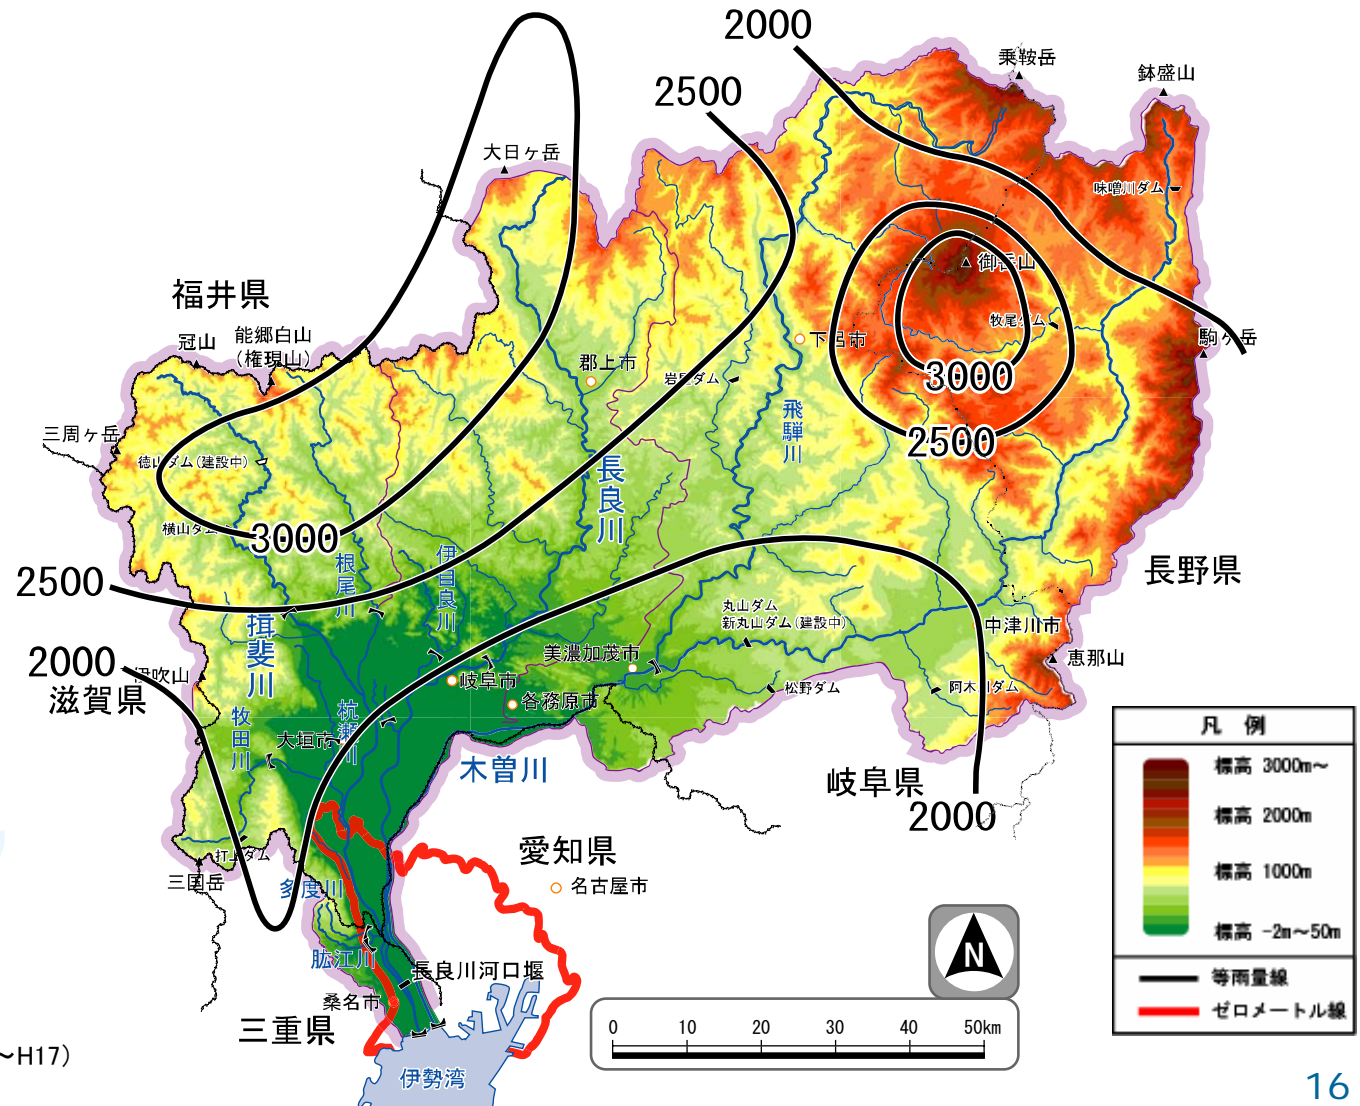 2000
乗鞍岳
鉢盛山
2500
大日ヶ岳
味噌川ダム
福井県
御岳山
冠山
能郷白山
(権現山)
牧尾ダム
駒ヶ岳
下呂市
郡上市
岩屋ダム
3000
飛騨川
三周ヶ岳
徳山ダム(建設中)
2500
長良川
横山ダム
3000
根尾川
伊自良川
長野県
2500
揖斐川
丸山ダム
新丸山ダム(建設中)
中津川市
2000
伊吹山
美濃加茂市
恵那山
滋賀県
岐阜市
松野ダム
阿木川ダム
各務原市
牧田川
杭瀬川
大垣市
木曽川
岐阜県
2000
凡 例
標高 3000m～
標高 2000m
標高 1000m
標高 -2m～50m
等雨量線
ゼロメートル線
打上ダム
愛知県
三国岳
多度川
名古屋市
N
肱江川
長良川河口堰
桑名市
三重県
0 10 20 30 40 50km
～H17)
伊勢湾
16